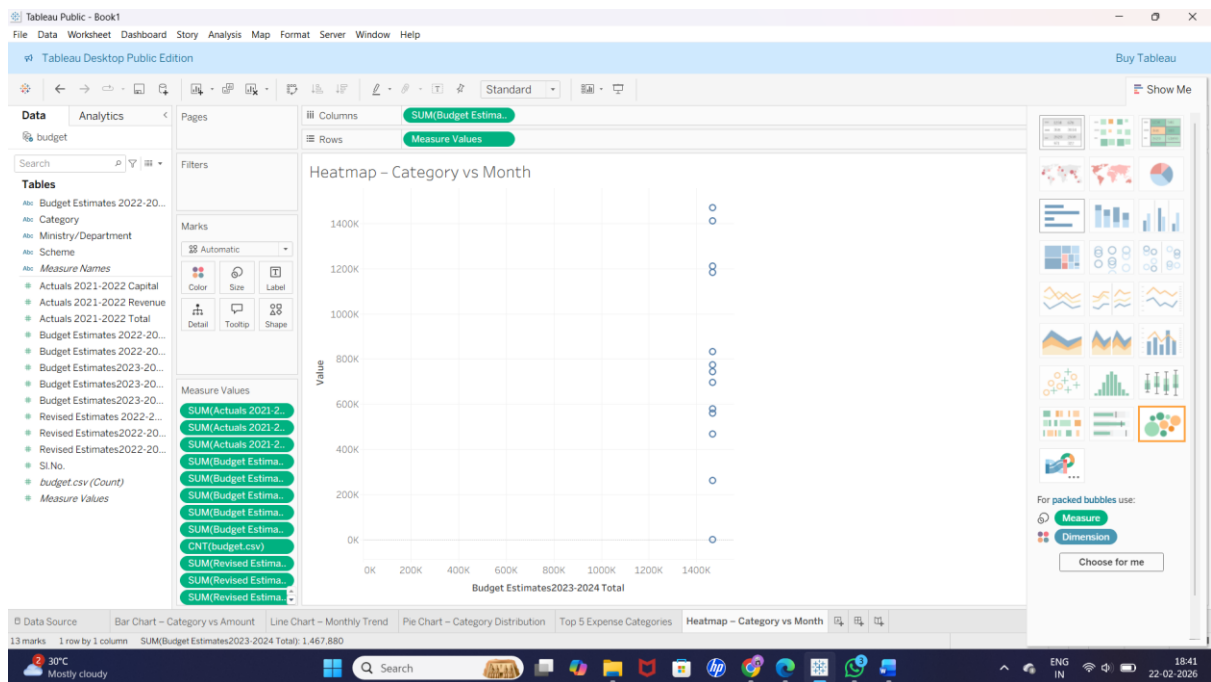 Tableau Public - Book1
File Data Worksheet Dashboard Story Analysis Map Format Server Window Help
Tableau Desktop Public Edition
Buy Tableau
Standard
Show Me
Data Analytics
budget
Search
Tables
Abc Budget Estimates 2022-20...
Abc Category
Abc Ministry/Department
Abc Scheme
Abc Measure Names
# Actuals 2021-2022 Capital
# Actuals 2021-2022 Revenue
# Actuals 2021-2022 Total
# Budget Estimates 2022-20...
# Budget Estimates 2022-20...
# Budget Estimates2023-20...
# Budget Estimates2023-20...
# Budget Estimates2023-20...
# Revised Estimates 2022-2...
# Revised Estimates2022-20...
# Revised Estimates2022-20...
# Sl.No.
# budget.csv (Count)
# Measure Values
Pages
Filters
Marks
Automatic
Color Size Label
Detail Tooltip Shape
Measure Values
SUM(Actuals 2021-2..
SUM(Actuals 2021-2..
SUM(Actuals 2021-2..
SUM(Budget Estima..
SUM(Budget Estima..
SUM(Budget Estima..
SUM(Budget Estima..
SUM(Budget Estima..
CNT(budget.csv)
SUM(Revised Estima..
SUM(Revised Estima..
SUM(Revised Estima..
Columns SUM(Budget Estima..
Rows Measure Values
Heatmap – Category vs Month
1400K
1200K
1000K
800K
600K
400K
200K
0K
Value
0K 200K 400K 600K 800K 1000K 1200K 1400K
Budget Estimates2023-2024 Total
For packed bubbles use:
Measure
Dimension
Choose for me
Data Source Bar Chart – Category vs Amount Line Chart – Monthly Trend Pie Chart – Category Distribution Top 5 Expense Categories Heatmap – Category vs Month
13 marks 1 row by 1 column SUM(Budget Estimates2023-2024 Total): 1,467,880
2
30°C
Mostly cloudy
Search
hp
3
ENG
IN
18:41
22-02-2026